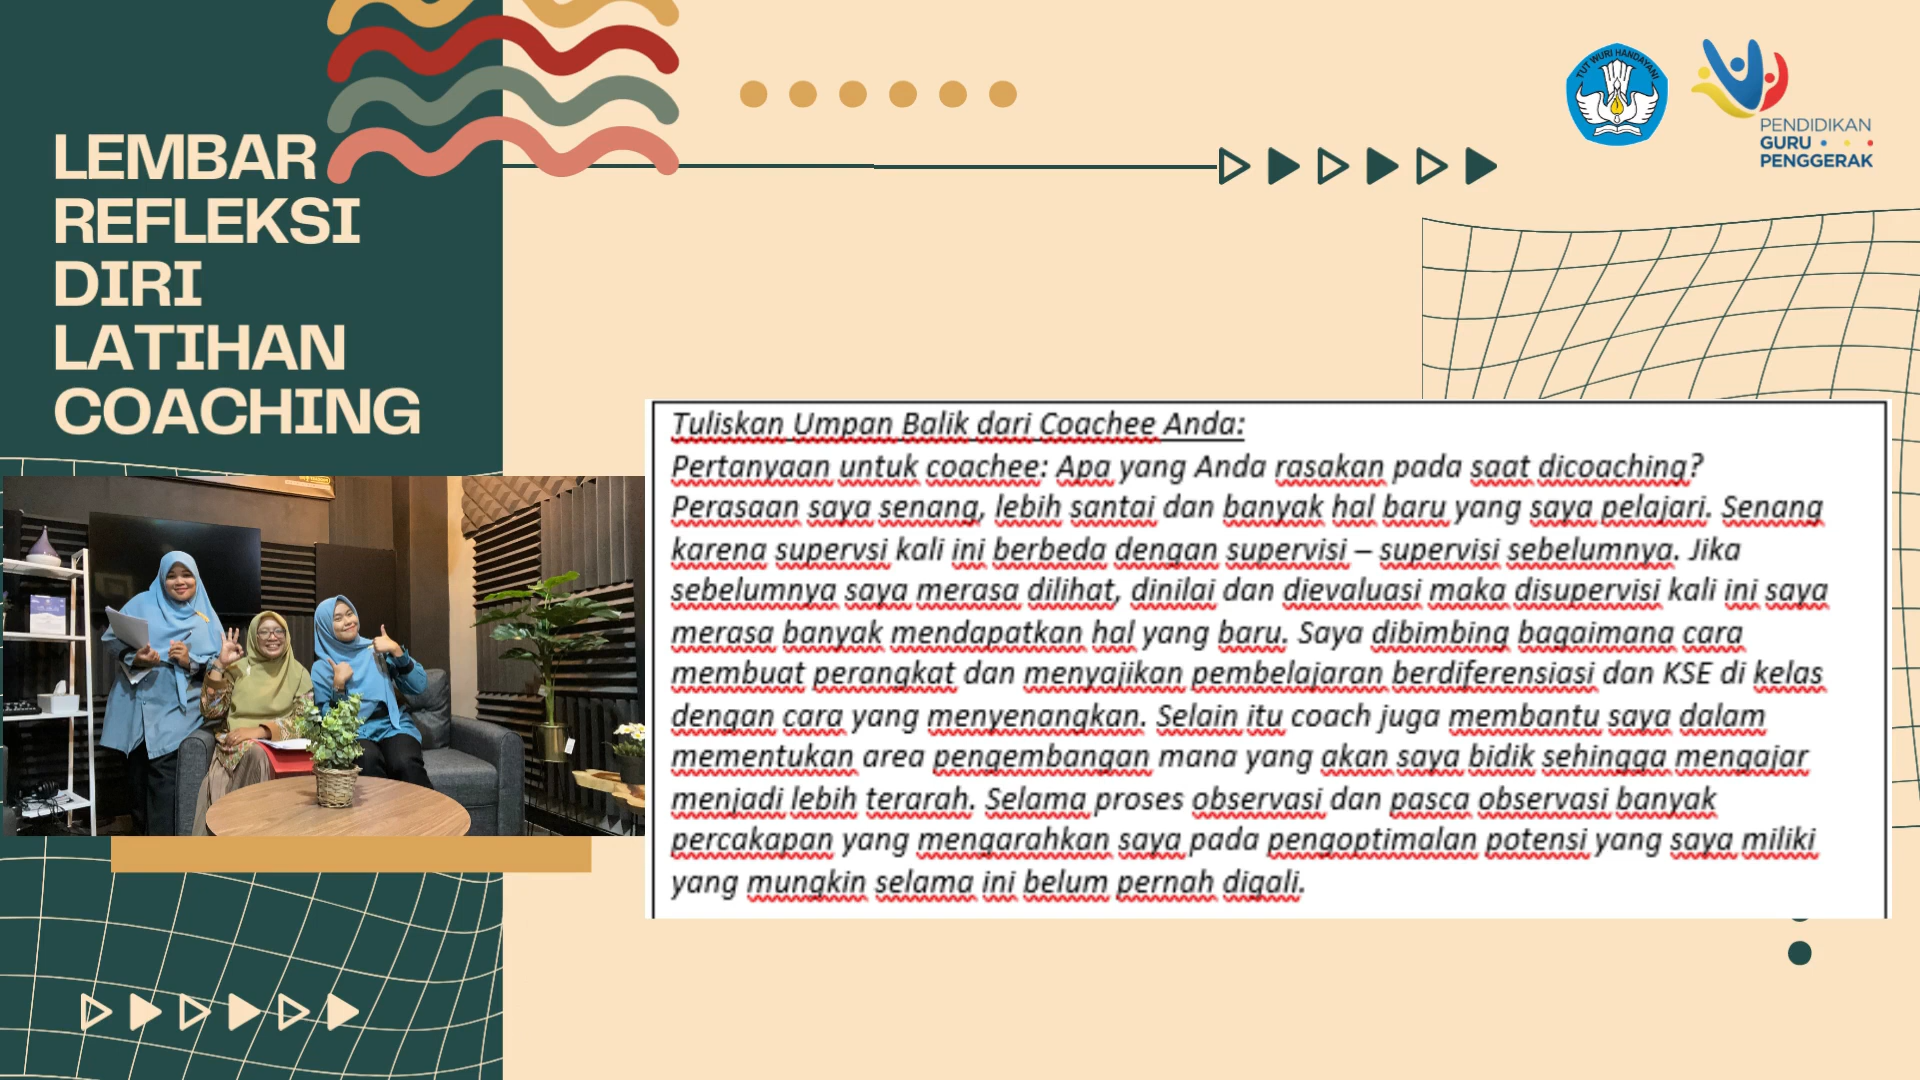 LEMBAR
REFLEKSI
DIRI
LATIHAN
COACHING
TUT WURI HANDAYANI
PENDIDIKAN
GURU
PENGGERAK
Tuliskan Umpan Balik dari Coachee Anda:
Pertanyaan untuk coachee: Apa yang Anda rasakan pada saat dicoaching?
Perasaan saya senang, lebih santai dan banyak hal baru yang saya pelajari. Senang
karena supervsi kali ini berbeda dengan supervisi – supervisi sebelumnya. Jika
sebelumnya saya merasa dilihat, dinilai dan dievaluasi maka disupervisi kali ini saya
merasa banyak mendapatkan hal yang baru. Saya dibimbing bagaimana cara
membuat perangkat dan menyajikan pembelajaran berdiferensiasi dan KSE di kelas
dengan cara yang menyenangkan. Selain itu coach juga membantu saya dalam
mementukan area pengembangan mana yang akan saya bidik sehingga mengajar
menjadi lebih terarah. Selama proses observasi dan pasca observasi banyak
percakapan yang mengarahkan saya pada pengoptimalan potensi yang saya miliki
yang mungkin selama ini belum pernah digali.